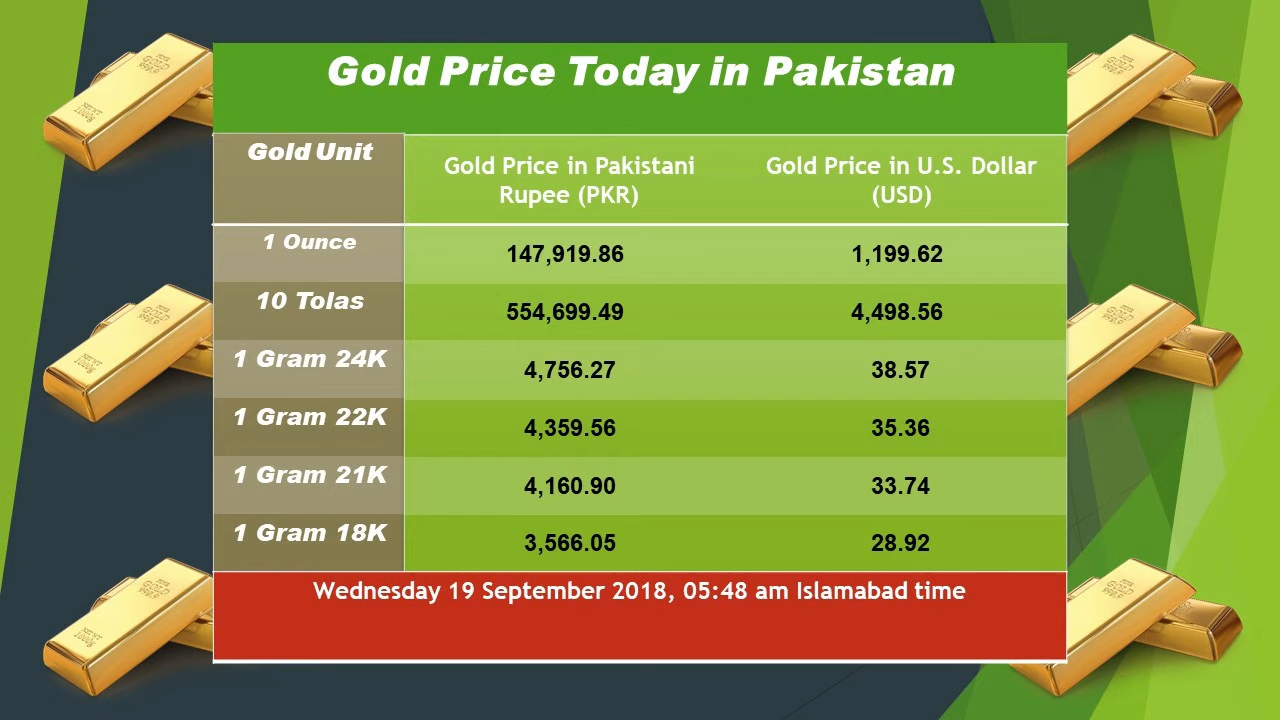 Gold Price Today in Pakistan
Gold Unit
Gold Price in Pakistani
Rupee (PKR)
Gold Price in U.S. Dollar
(USD)
1 Ounce 147,919.86 1,199.62
10 Tolas 554,699.49 4,498.56
1 Gram 24K 4,756.27 38.57
1 Gram 22K 4,359.56 35.36
1 Gram 21K 4,160.90 33.74
1 Gram 18K 3,566.05 28.92
Wednesday 19 September 2018, 05:48 am Islamabad time